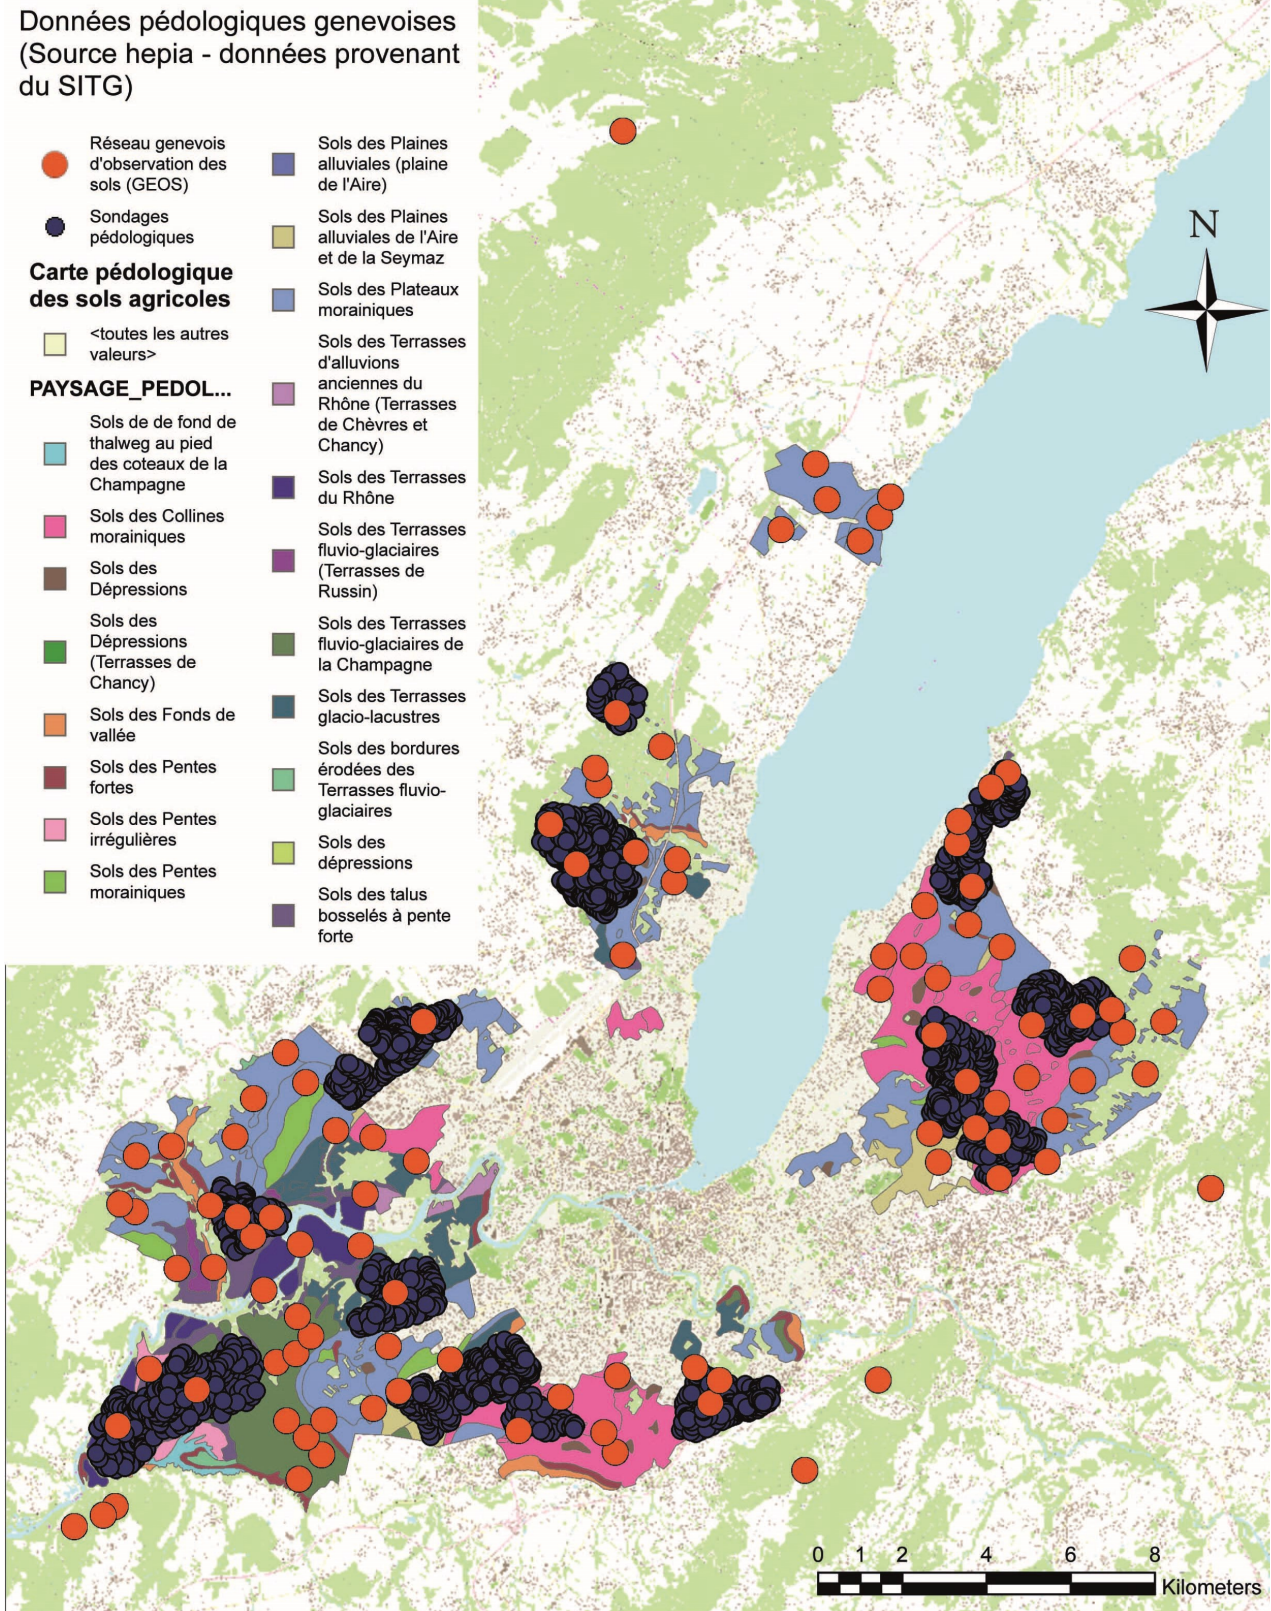 Données pédologiques genevoises
(Source hepia - données provenant
du SITG)
Réseau genevois
d'observation des
sols (GEOS)
Sondages
pédologiques
Carte pédologique
des sols agricoles
<toutes les autres
valeurs>
PAYSAGE_PEDOL...
Sols de de fond de
thalweg au pied
des coteaux de la
Champagne
Sols des Collines
morainiques
Sols des
Dépressions
Sols des
Dépressions
(Terrasses de
Chancy)
Sols des Fonds de
vallée
Sols des Pentes
fortes
Sols des Pentes
irrégulières
Sols des Pentes
morainiques
Sols des Plaines
alluviales (plaine
de l'Aire)
Sols des Plaines
alluviales de l'Aire
et de la Seymaz
Sols des Plateaux
morainiques
Sols des Terrasses
d'alluvions
anciennes du
Rhône (Terrasses
de Chèvres et
Chancy)
Sols des Terrasses
du Rhône
Sols des Terrasses
fluvio-glaciaires
(Terrasses de
Russin)
Sols des Terrasses
fluvio-glaciaires de
la Champagne
Sols des Terrasses
glacio-lacustres
Sols des bordures
érodées des
Terrasses fluvio-
glaciaires
Sols des
dépressions
Sols des talus
bosselés à pente
forte
N
0 1 2 4 6 8
Kilometers